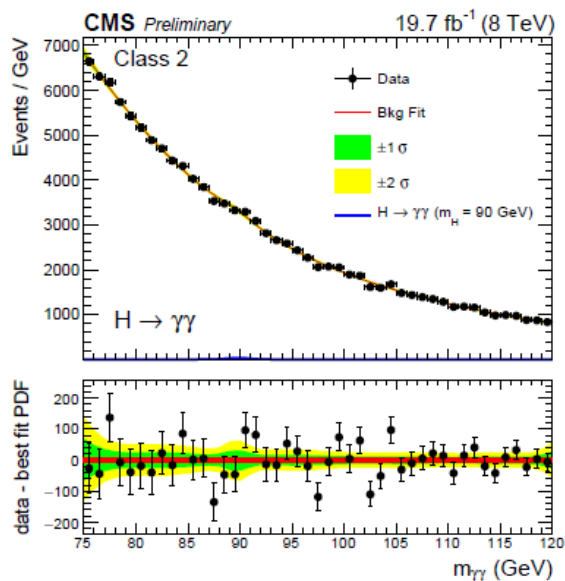 CMS Preliminary 19.7 fb⁻¹ (8 TeV)
Class 2
Data
Bkg Fit
±1 σ
±2 σ
H → γγ (m_H = 90 GeV)
H → γγ
Events / GeV
7000
6000
5000
4000
3000
2000
1000
data - best fit PDF
200
100
0
−100
−200
75 80 85 90 95 100 105 110 115 120
m_γγ (GeV)